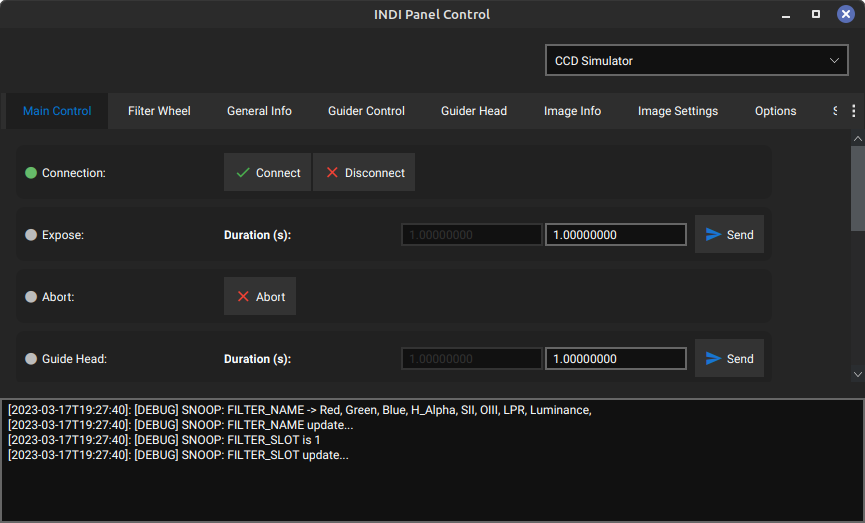 INDI Panel Control
CCD Simulator
Main Control Filter Wheel General Info Guider Control Guider Head Image Info Image Settings Options
Connection: Connect Disconnect
Expose: Duration (s): 1.00000000 1.00000000 Send
Abort: Abort
Guide Head: Duration (s): 1.00000000 1.00000000 Send
[2023-03-17T19:27:40]: [DEBUG] SNOOP: FILTER_NAME -> Red, Green, Blue, H_Alpha, SII, OIII, LPR, Luminance,
[2023-03-17T19:27:40]: [DEBUG] SNOOP: FILTER_NAME update...
[2023-03-17T19:27:40]: [DEBUG] SNOOP: FILTER_SLOT is 1
[2023-03-17T19:27:40]: [DEBUG] SNOOP: FILTER_SLOT update...